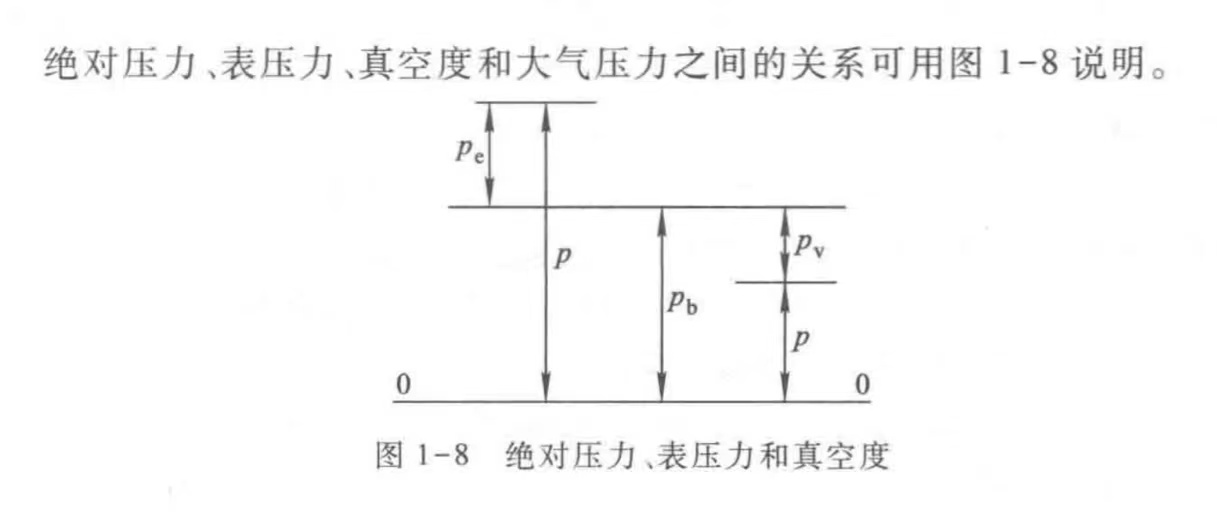 绝对压力、表压力、真空度和大气压力之间的关系可用图 1-8 说明。
pe
p
pv
pb
p
0
0
图 1-8 绝对压力、表压力和真空度